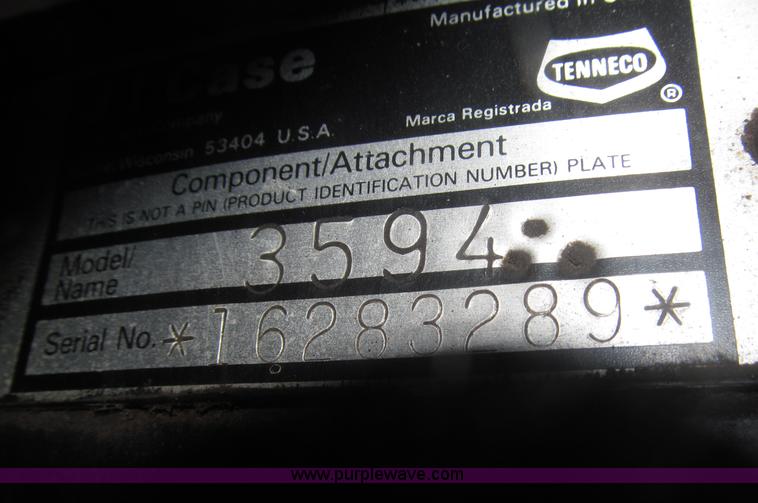 Manufactured in
Case
TENNECO
®
Marca Registrada
Wisconsin 53404 U.S.A.
Component/Attachment
THIS IS NOT A PIN (PRODUCT IDENTIFICATION NUMBER) PLATE
Model/
Name 3594
Serial No. *16283289*
www.purplewave.com